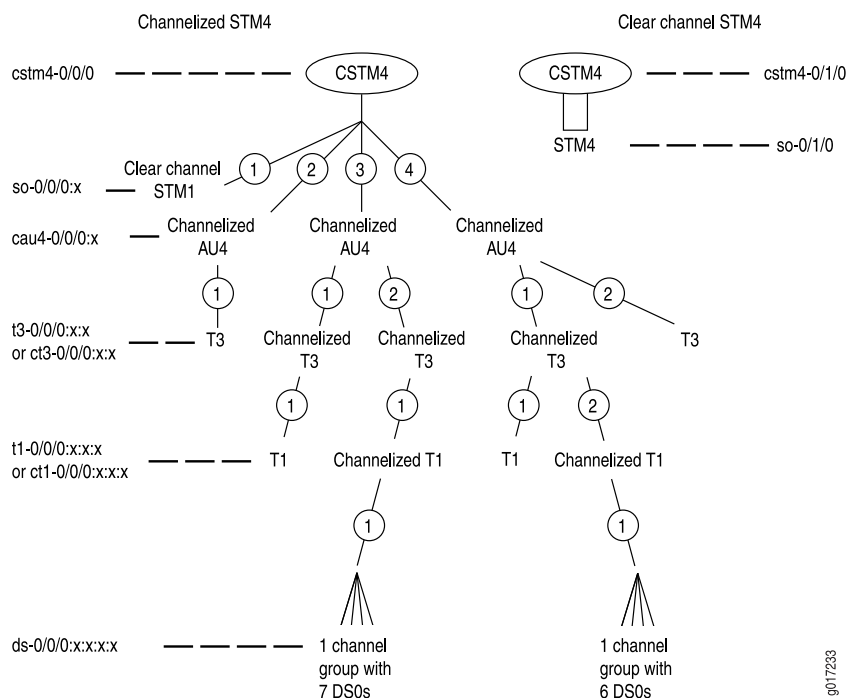 Channelized STM4 Clear channel STM4
cstm4-0/0/0 CSTM4 CSTM4 cstm4-0/1/0
STM4 so-0/1/0
Clear channel 1 2 3 4
so-0/0/0:x STM1
cau4-0/0/0:x Channelized Channelized Channelized
AU4 AU4 AU4
1 1 2 1 2
t3-0/0/0:x:x T3 Channelized Channelized Channelized T3
or ct3-0/0/0:x:x T3 T3 T3
1 1 1 2
t1-0/0/0:x:x:x T1 Channelized T1 T1 Channelized T1
or ct1-0/0/0:x:x:x
1 1
ds-0/0/0:x:x:x:x 1 channel 1 channel
group with group with
7 DS0s 6 DS0s
g017233